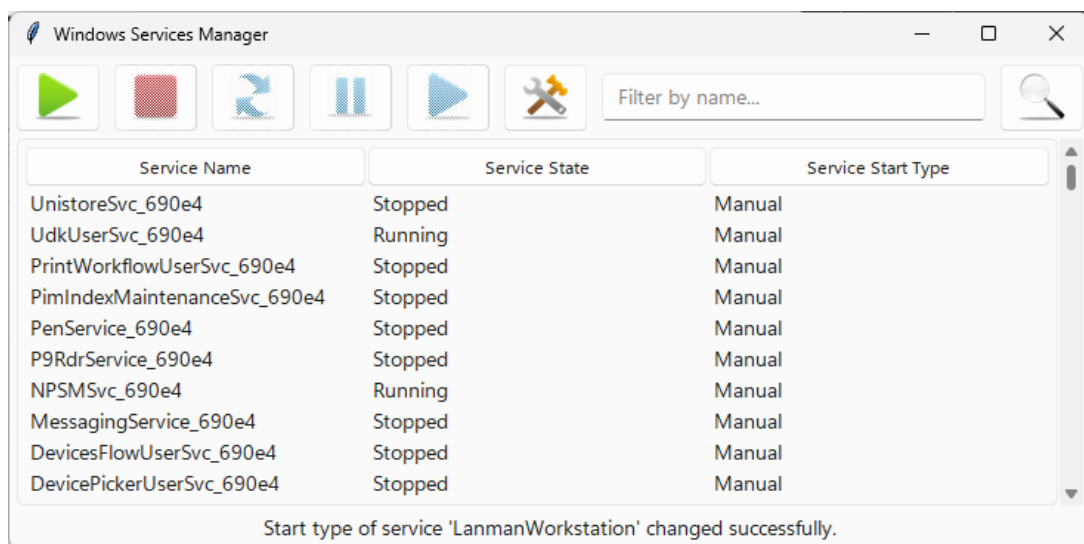 Windows Services Manager
Filter by name...
Service Name Service State Service Start Type
UnistoreSvc_690e4 Stopped Manual
UdkUserSvc_690e4 Running Manual
PrintWorkflowUserSvc_690e4 Stopped Manual
PimIndexMaintenanceSvc_690e4 Stopped Manual
PenService_690e4 Stopped Manual
P9RdrService_690e4 Stopped Manual
NPSMSvc_690e4 Running Manual
MessagingService_690e4 Stopped Manual
DevicesFlowUserSvc_690e4 Stopped Manual
DevicePickerUserSvc_690e4 Stopped Manual
Start type of service 'LanmanWorkstation' changed successfully.